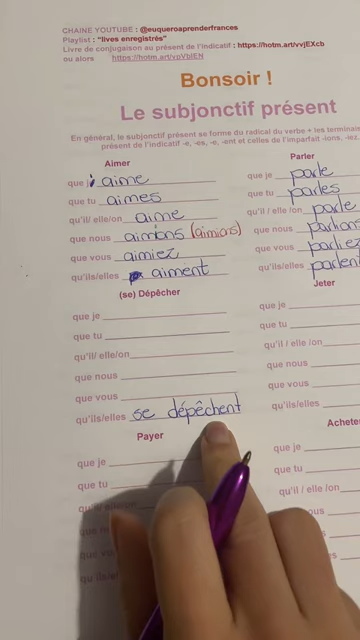 CHAINE YOUTUBE : @euqueroaprenderfrances
Playlist : "lives enregistrés"
Livre de conjugaison au présent de l'indicatif : https://hotm.art/vvjEXcb
ou alors https://hotm.art/vpVbIEN
Bonsoir !
Le subjonctif présent
En général, le subjonctif présent se forme du radical du verbe + les
présent de l'indicatif -e, -es, -e, -ent et celles de l'imparfait -ions, -iez.
Aimer
que j' aime
que tu aimes
qu'il/ elle/on aime
que nous aimions (aimions)
que vous aimiez
qu'ils/elles aiment
(se) Dépêcher
que je
que tu
qu'il/ elle/on
que nous
que vous
qu'ils/elles se dépêchent
Payer
que je
que tu
Parler
que je parle
que tu parles
qu'il / elle /on parle
que nous parlions
que vous parliez
qu'ils/elles parlent
Jeter
que je
que tu
qu'il / elle /on
que nous
que vous
qu'ils/elles
Achete
que je
que tu
qu'il / elle /on